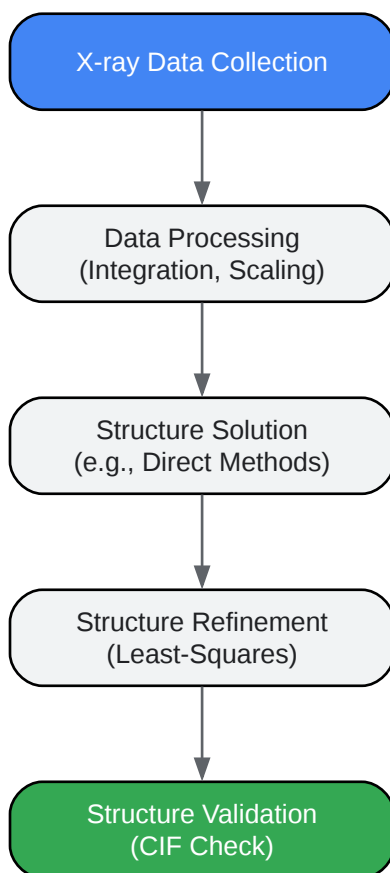 X-ray Data Collection
Data Processing
(Integration, Scaling)
Structure Solution
(e.g., Direct Methods)
Structure Refinement
(Least-Squares)
Structure Validation
(CIF Check)